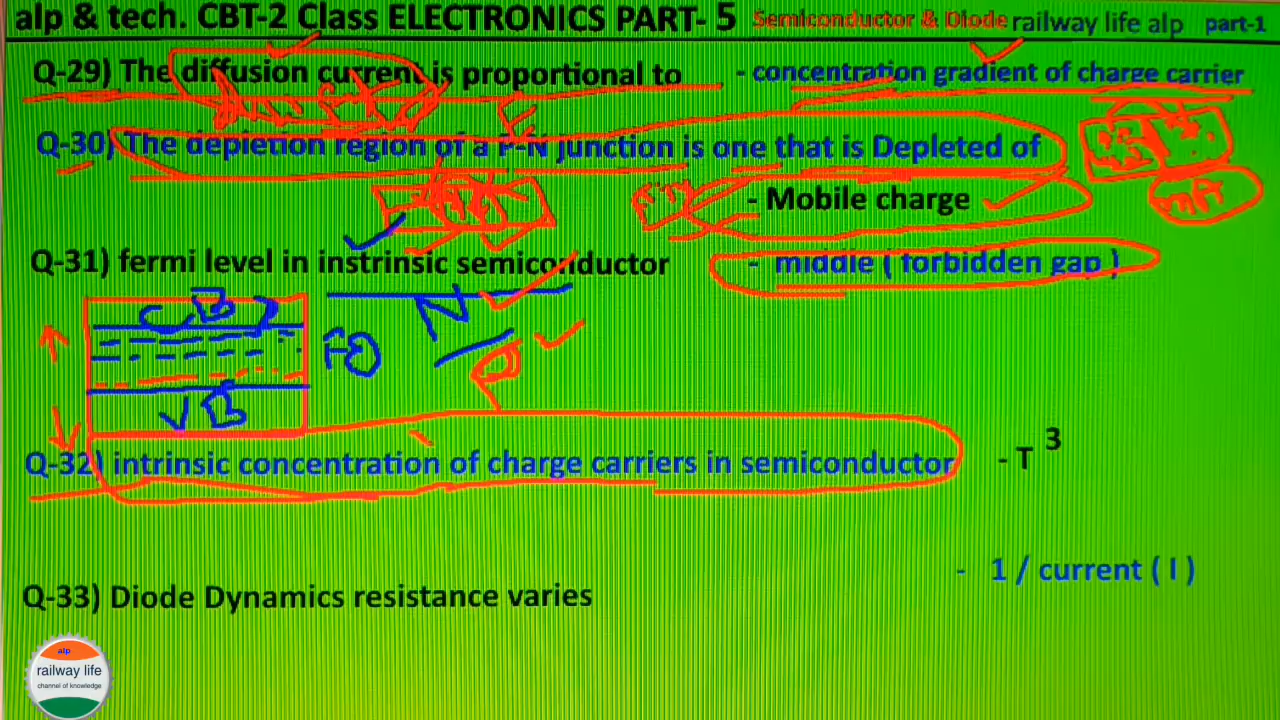 alp & tech. CBT-2 Class ELECTRONICS PART- 5 Semiconductor & Diode railway life alp part-1
Q-29) The diffusion current is proportional to - concentration gradient of charge carrier
Q-30) The depletion region of a P-N junction is one that is Depleted of
- Mobile charge
Q-31) fermi level in instrinsic semiconductor - middle ( forbidden gap )
CB
N
P
VB
Q-32) intrinsic concentration of charge carriers in semiconductor - T 3
Q-33) Diode Dynamics resistance varies - 1 / current ( I )
alp
railway life
channel of knowledge